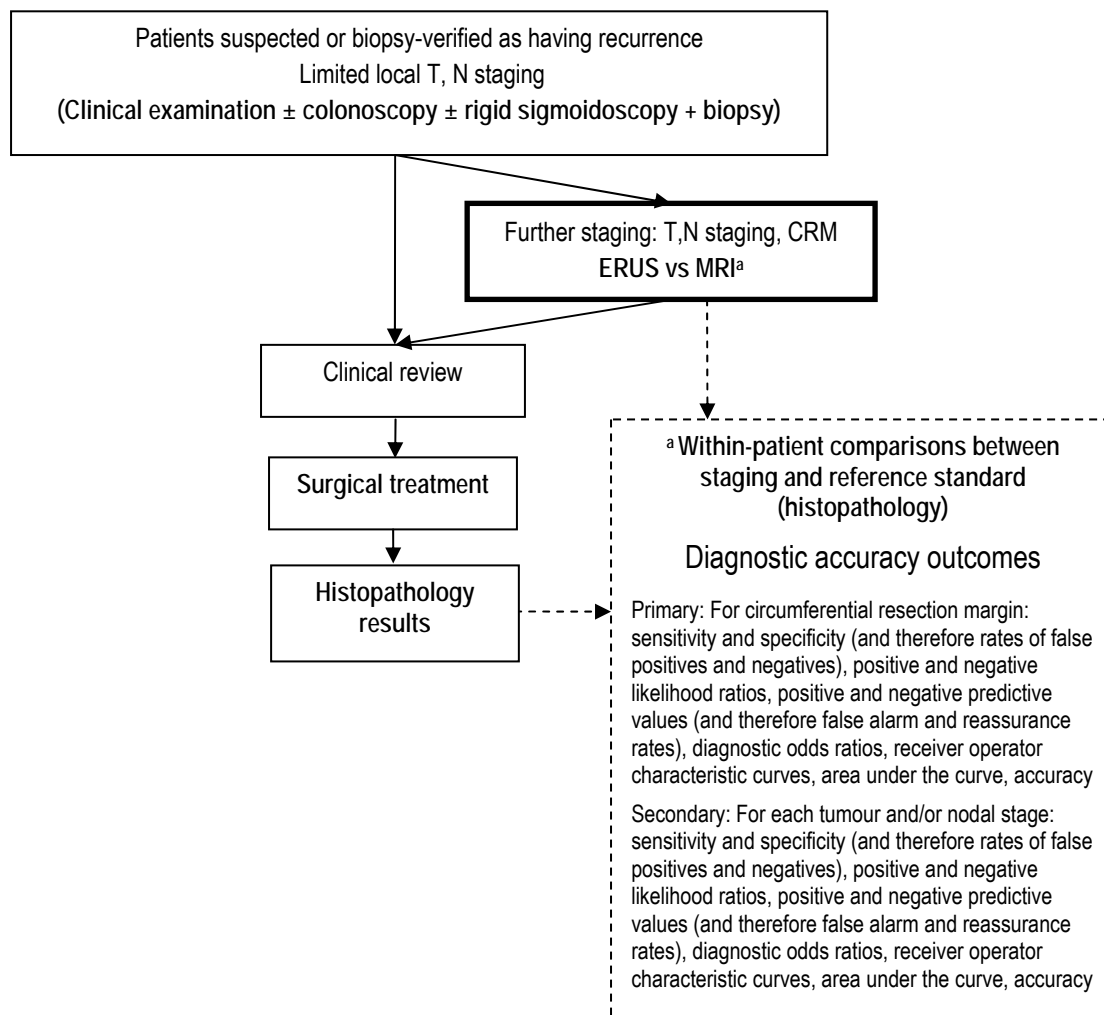 Patients suspected or biopsy-verified as having recurrence
Limited local T, N staging
(Clinical examination ± colonoscopy ± rigid sigmoidoscopy + biopsy)
Further staging: T,N staging, CRM
ERUS vs MRIᵃ
Clinical review
Surgical treatment
Histopathology
results
ᵃ Within-patient comparisons between
staging and reference standard
(histopathology)
Diagnostic accuracy outcomes
Primary: For circumferential resection margin:
sensitivity and specificity (and therefore rates of false
positives and negatives), positive and negative
likelihood ratios, positive and negative predictive
values (and therefore false alarm and reassurance
rates), diagnostic odds ratios, receiver operator
characteristic curves, area under the curve, accuracy
Secondary: For each tumour and/or nodal stage:
sensitivity and specificity (and therefore rates of false
positives and negatives), positive and negative
likelihood ratios, positive and negative predictive
values (and therefore false alarm and reassurance
rates), diagnostic odds ratios, receiver operator
characteristic curves, area under the curve, accuracy